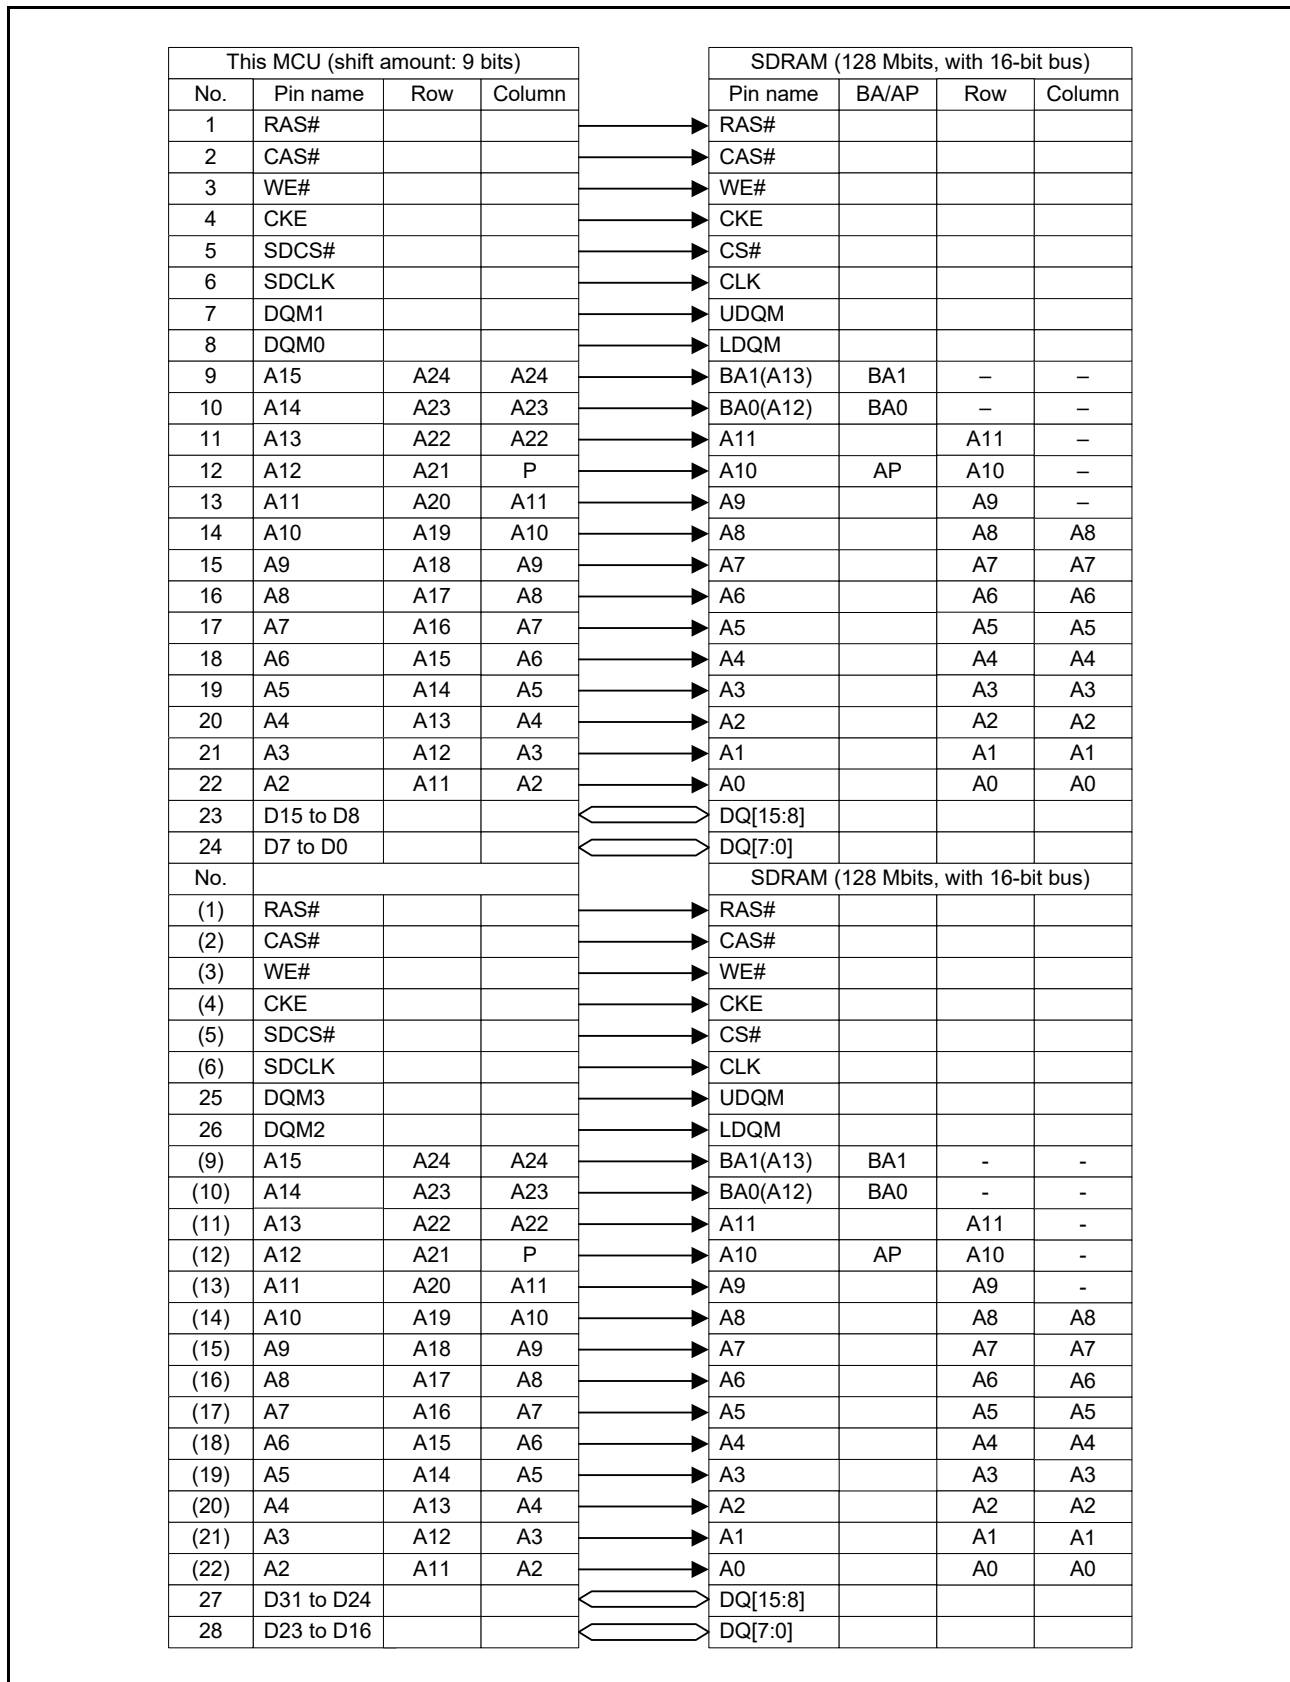 This MCU (shift amount: 9 bits) SDRAM (128 Mbits, with 16-bit bus)
No. Pin name Row Column Pin name BA/AP Row Column
1 RAS# RAS#
2 CAS# CAS#
3 WE# WE#
4 CKE CKE
5 SDCS# CS#
6 SDCLK CLK
7 DQM1 UDQM
8 DQM0 LDQM
9 A15 A24 A24 BA1(A13) BA1 – –
10 A14 A23 A23 BA0(A12) BA0 – –
11 A13 A22 A22 A11 A11 –
12 A12 A21 P A10 AP A10 –
13 A11 A20 A11 A9 A9 –
14 A10 A19 A10 A8 A8 A8
15 A9 A18 A9 A7 A7 A7
16 A8 A17 A8 A6 A6 A6
17 A7 A16 A7 A5 A5 A5
18 A6 A15 A6 A4 A4 A4
19 A5 A14 A5 A3 A3 A3
20 A4 A13 A4 A2 A2 A2
21 A3 A12 A3 A1 A1 A1
22 A2 A11 A2 A0 A0 A0
23 D15 to D8 DQ[15:8]
24 D7 to D0 DQ[7:0]
No. SDRAM (128 Mbits, with 16-bit bus)
(1) RAS# RAS#
(2) CAS# CAS#
(3) WE# WE#
(4) CKE CKE
(5) SDCS# CS#
(6) SDCLK CLK
25 DQM3 UDQM
26 DQM2 LDQM
(9) A15 A24 A24 BA1(A13) BA1 - -
(10) A14 A23 A23 BA0(A12) BA0 - -
(11) A13 A22 A22 A11 A11 -
(12) A12 A21 P A10 AP A10 -
(13) A11 A20 A11 A9 A9 -
(14) A10 A19 A10 A8 A8 A8
(15) A9 A18 A9 A7 A7 A7
(16) A8 A17 A8 A6 A6 A6
(17) A7 A16 A7 A5 A5 A5
(18) A6 A15 A6 A4 A4 A4
(19) A5 A14 A5 A3 A3 A3
(20) A4 A13 A4 A2 A2 A2
(21) A3 A12 A3 A1 A1 A1
(22) A2 A11 A2 A0 A0 A0
27 D31 to D24 DQ[15:8]
28 D23 to D16 DQ[7:0]